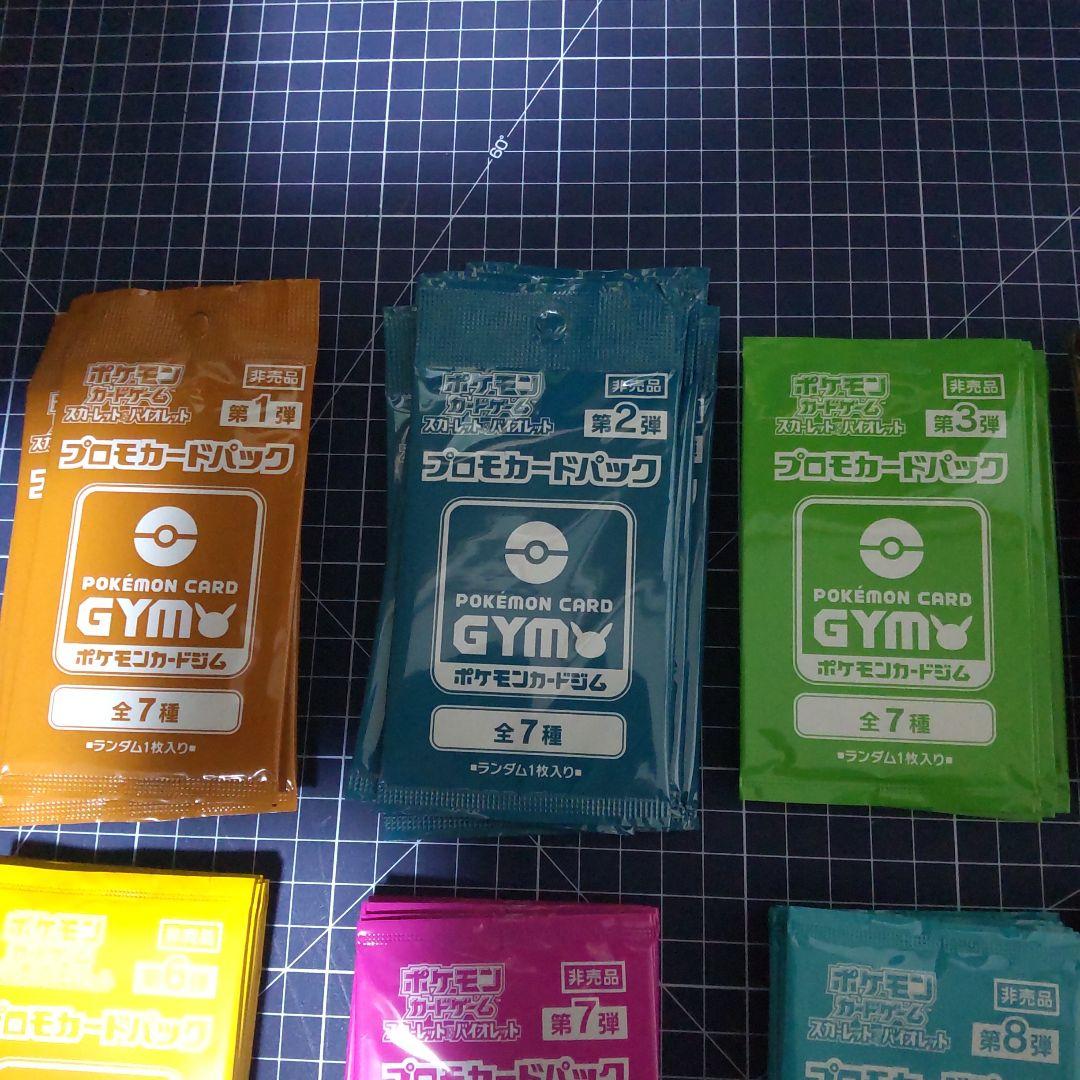 60°
ポケモン
カードゲーム
スカーレット&バイオレット
非売品
第1弾
プロモカードパック
POKÉMON CARD
GYM
ポケモンカードジム
全7種
■ランダム1枚入り■
ポケモン
カードゲーム
スカーレット&バイオレット
非売品
第2弾
プロモカードパック
POKÉMON CARD
GYM
ポケモンカードジム
全7種
■ランダム1枚入り■
ポケモン
カードゲーム
スカーレット&バイオレット
非売品
第3弾
プロモカードパック
POKÉMON CARD
GYM
ポケモンカードジム
全7種
■ランダム1枚入り■
ポケモン
非売品
第6弾
プロモカードパック
ポケモン
カードゲーム
スカーレット&バイオレット
非売品
第7弾
プロモカードパック
ポケモン
カードゲーム
スカーレット&バイオレット
非売品
第8弾